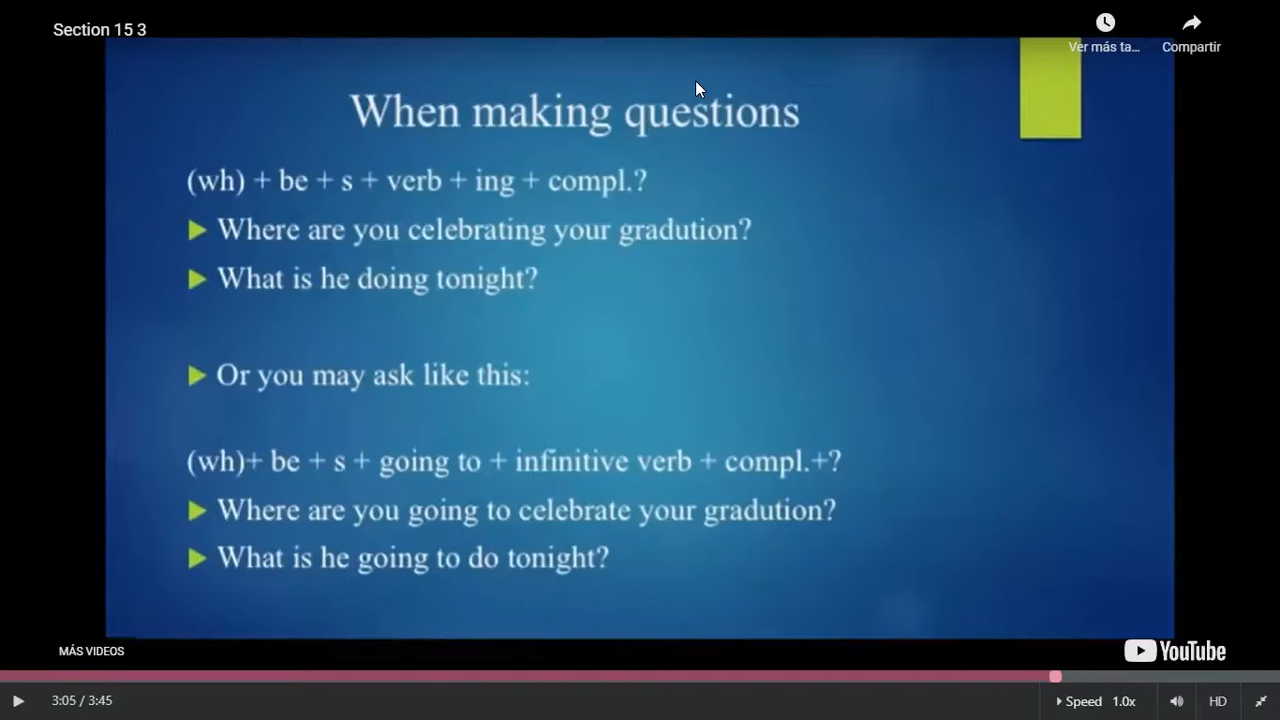 Section 15 3
Ver más ta...
Compartir
When making questions
(wh) + be + s + verb + ing + compl.?
Where are you celebrating your gradution?
What is he doing tonight?
Or you may ask like this:
(wh)+ be + s + going to + infinitive verb + compl.+?
Where are you going to celebrate your gradution?
What is he going to do tonight?
MÁS VIDEOS
YouTube
3:05 / 3:45
Speed 1.0x
HD